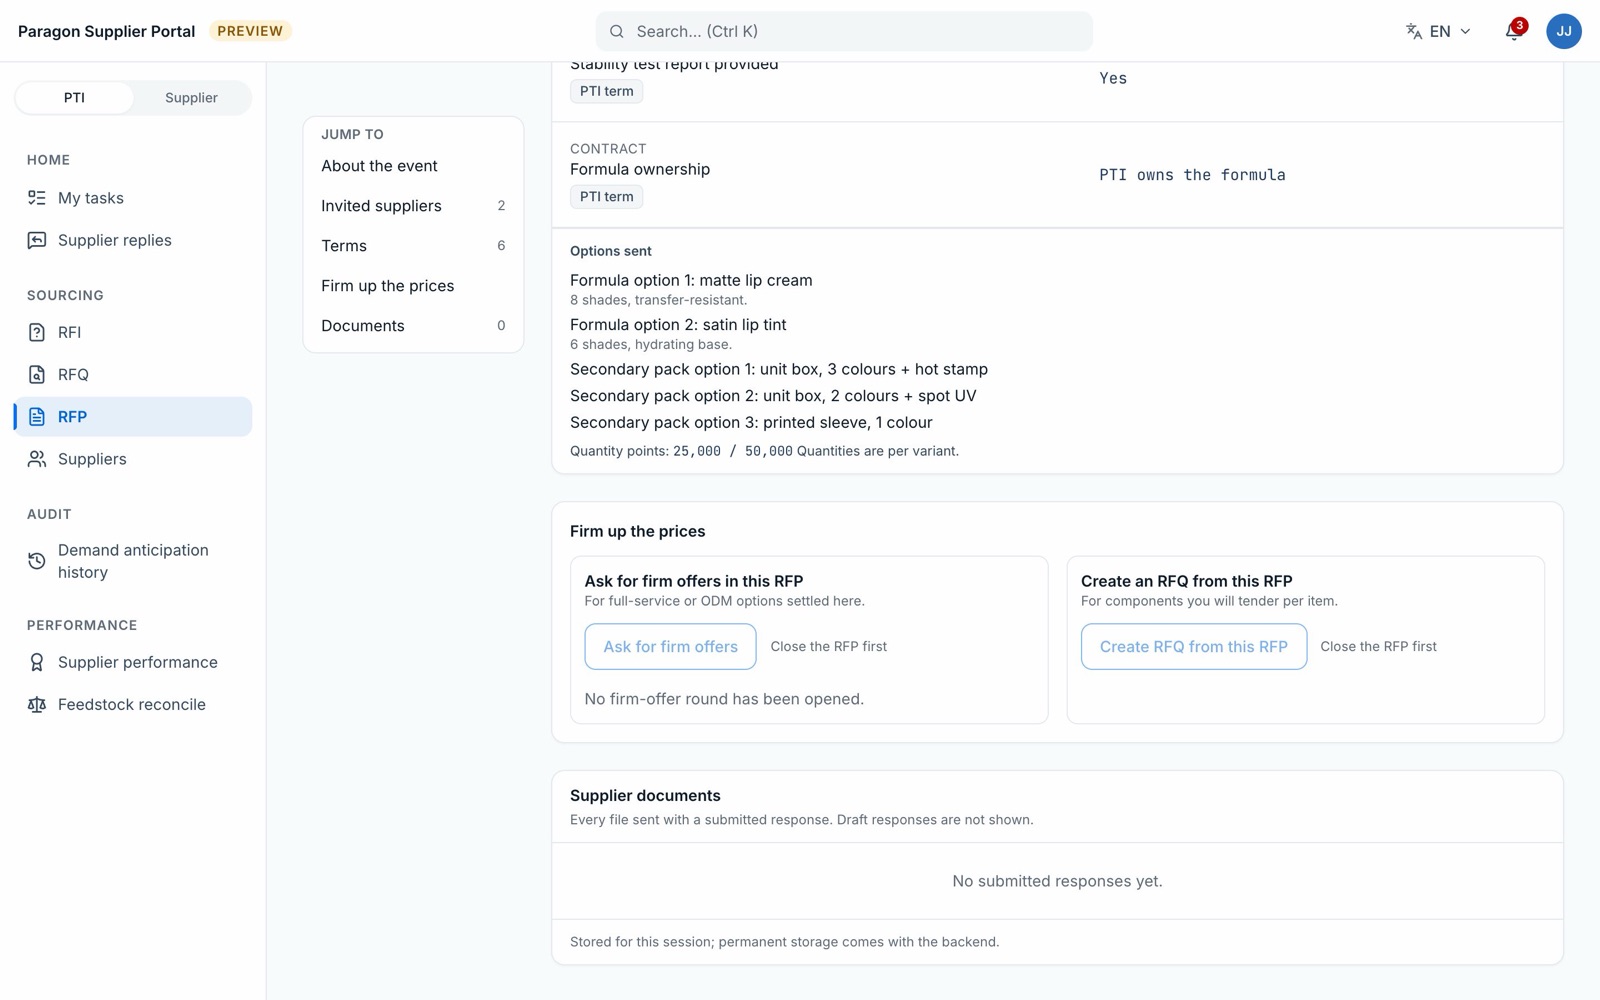 Paragon Supplier Portal PREVIEW
Search... (Ctrl K)
EN
3
JJ
PTI
Supplier
HOME
My tasks
Supplier replies
SOURCING
RFI
RFQ
RFP
Suppliers
AUDIT
Demand anticipation
history
PERFORMANCE
Supplier performance
Feedstock reconcile
JUMP TO
About the event
Invited suppliers 2
Terms 6
Firm up the prices
Documents 0
Stability test report provided
PTI term
Yes
CONTRACT
Formula ownership
PTI term
PTI owns the formula
Options sent
Formula option 1: matte lip cream
8 shades, transfer-resistant.
Formula option 2: satin lip tint
6 shades, hydrating base.
Secondary pack option 1: unit box, 3 colours + hot stamp
Secondary pack option 2: unit box, 2 colours + spot UV
Secondary pack option 3: printed sleeve, 1 colour
Quantity points: 25,000 / 50,000 Quantities are per variant.
Firm up the prices
Ask for firm offers in this RFP
For full-service or ODM options settled here.
Ask for firm offers
Close the RFP first
No firm-offer round has been opened.
Create an RFQ from this RFP
For components you will tender per item.
Create RFQ from this RFP
Close the RFP first
Supplier documents
Every file sent with a submitted response. Draft responses are not shown.
No submitted responses yet.
Stored for this session; permanent storage comes with the backend.